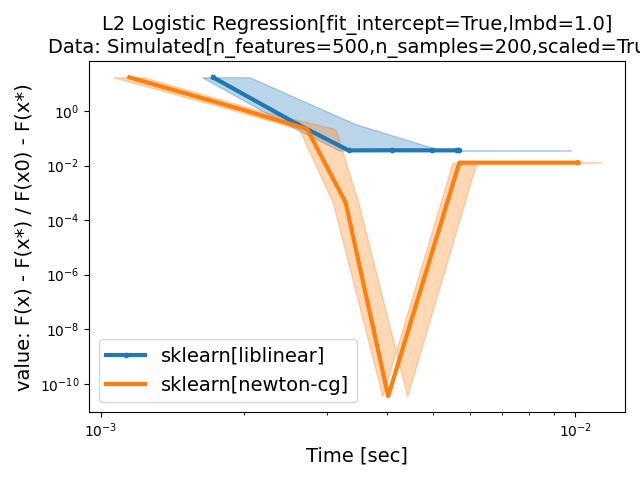 L2 Logistic Regression[fit_intercept=True,lmbd=1.0]
Data: Simulated[n_features=500,n_samples=200,scaled=Tru
value: F(x) - F(x*) / F(x0) - F(x*)
10⁰
10⁻²
10⁻⁴
10⁻⁶
10⁻⁸
10⁻¹⁰
sklearn[liblinear]
sklearn[newton-cg]
10⁻³ 10⁻²
Time [sec]